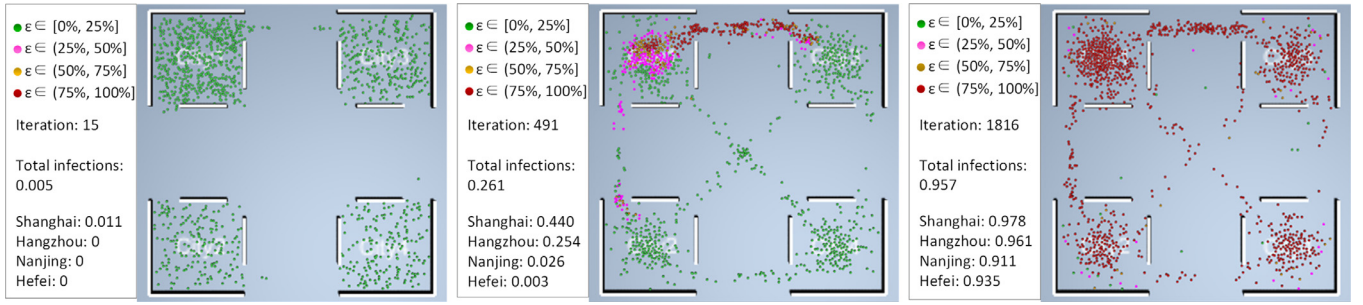 ε∈ [0%, 25%]
ε∈ (25%, 50%]
ε∈ (50%, 75%]
ε∈ (75%, 100%]
Iteration: 15
Total infections:
0.005
Shanghai: 0.011
Hangzhou: 0
Nanjing: 0
Hefei: 0
ε∈ [0%, 25%]
ε∈ (25%, 50%]
ε∈ (50%, 75%]
ε∈ (75%, 100%]
Iteration: 491
Total infections:
0.261
Shanghai: 0.440
Hangzhou: 0.254
Nanjing: 0.026
Hefei: 0.003
ε∈ [0%, 25%]
ε∈ (25%, 50%]
ε∈ (50%, 75%]
ε∈ (75%, 100%]
Iteration: 1816
Total infections:
0.957
Shanghai: 0.978
Hangzhou: 0.961
Nanjing: 0.911
Hefei: 0.935